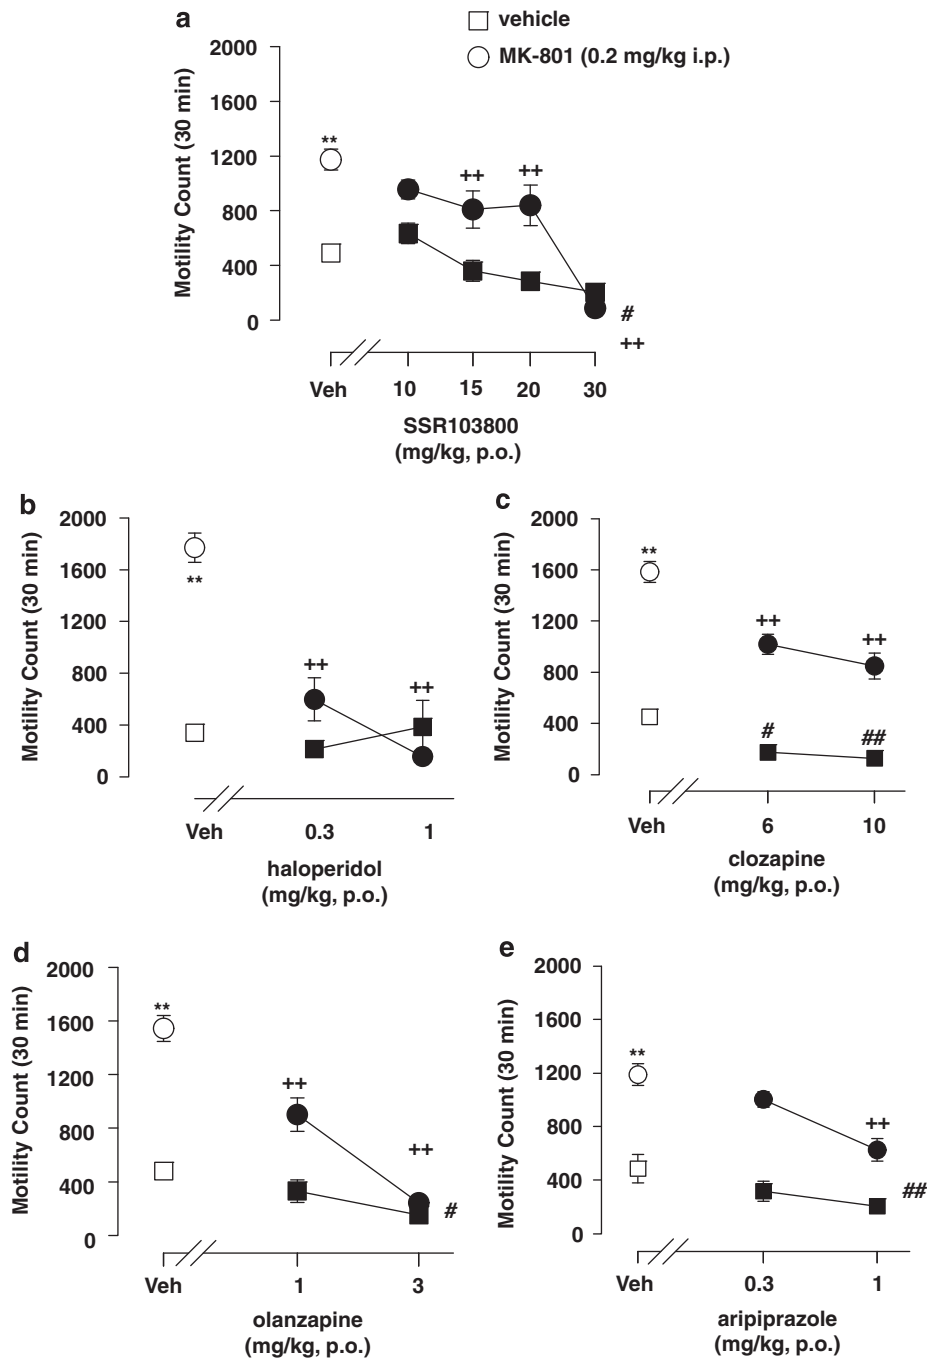 a
vehicle
MK-801 (0.2 mg/kg i.p.)
Motility Count (30 min)
2000
1600
1200
800
400
0
**
++
++
#
++
Veh
10
15
20
30
SSR103800
(mg/kg, p.o.)
b
Motility Count (30 min)
2000
1600
1200
800
400
0
**
++
++
Veh
0.3
1
haloperidol
(mg/kg, p.o.)
c
Motility Count (30 min)
2000
1600
1200
800
400
0
**
++
++
#
##
Veh
6
10
clozapine
(mg/kg, p.o.)
d
Motility Count (30 min)
2000
1600
1200
800
400
0
**
++
++
#
Veh
1
3
olanzapine
(mg/kg, p.o.)
e
Motility Count (30 min)
2000
1600
1200
800
400
0
**
++
##
Veh
0.3
1
aripiprazole
(mg/kg, p.o.)